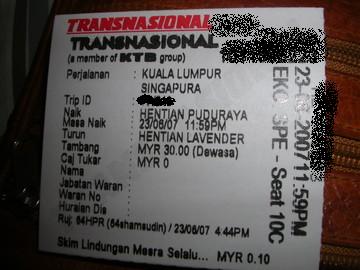 TRANSNASIONAL
TRANSNASIONAL
(a member of KTB group)
Perjalanan : KUALA LUMPUR
SINGAPURA
Trip ID :
Naik : HENTIAN PUDURAYA
Masa Naik : 23/06/07 11:59PM
Turun : HENTIAN LAVENDER
Tambang : MYR 30.00 (Dewasa)
Caj Tukar : MYR 0
Nama :
Jabatan Waran :
Waran No :
Huraian Dis :
Ruj: 64HPR (54shamsudin) / 23/06/07 4:44PM
Skim Lindungan Mesra Selalu... MYR 0.10
2007 11:59PM
EKO SPE - Seat 10C